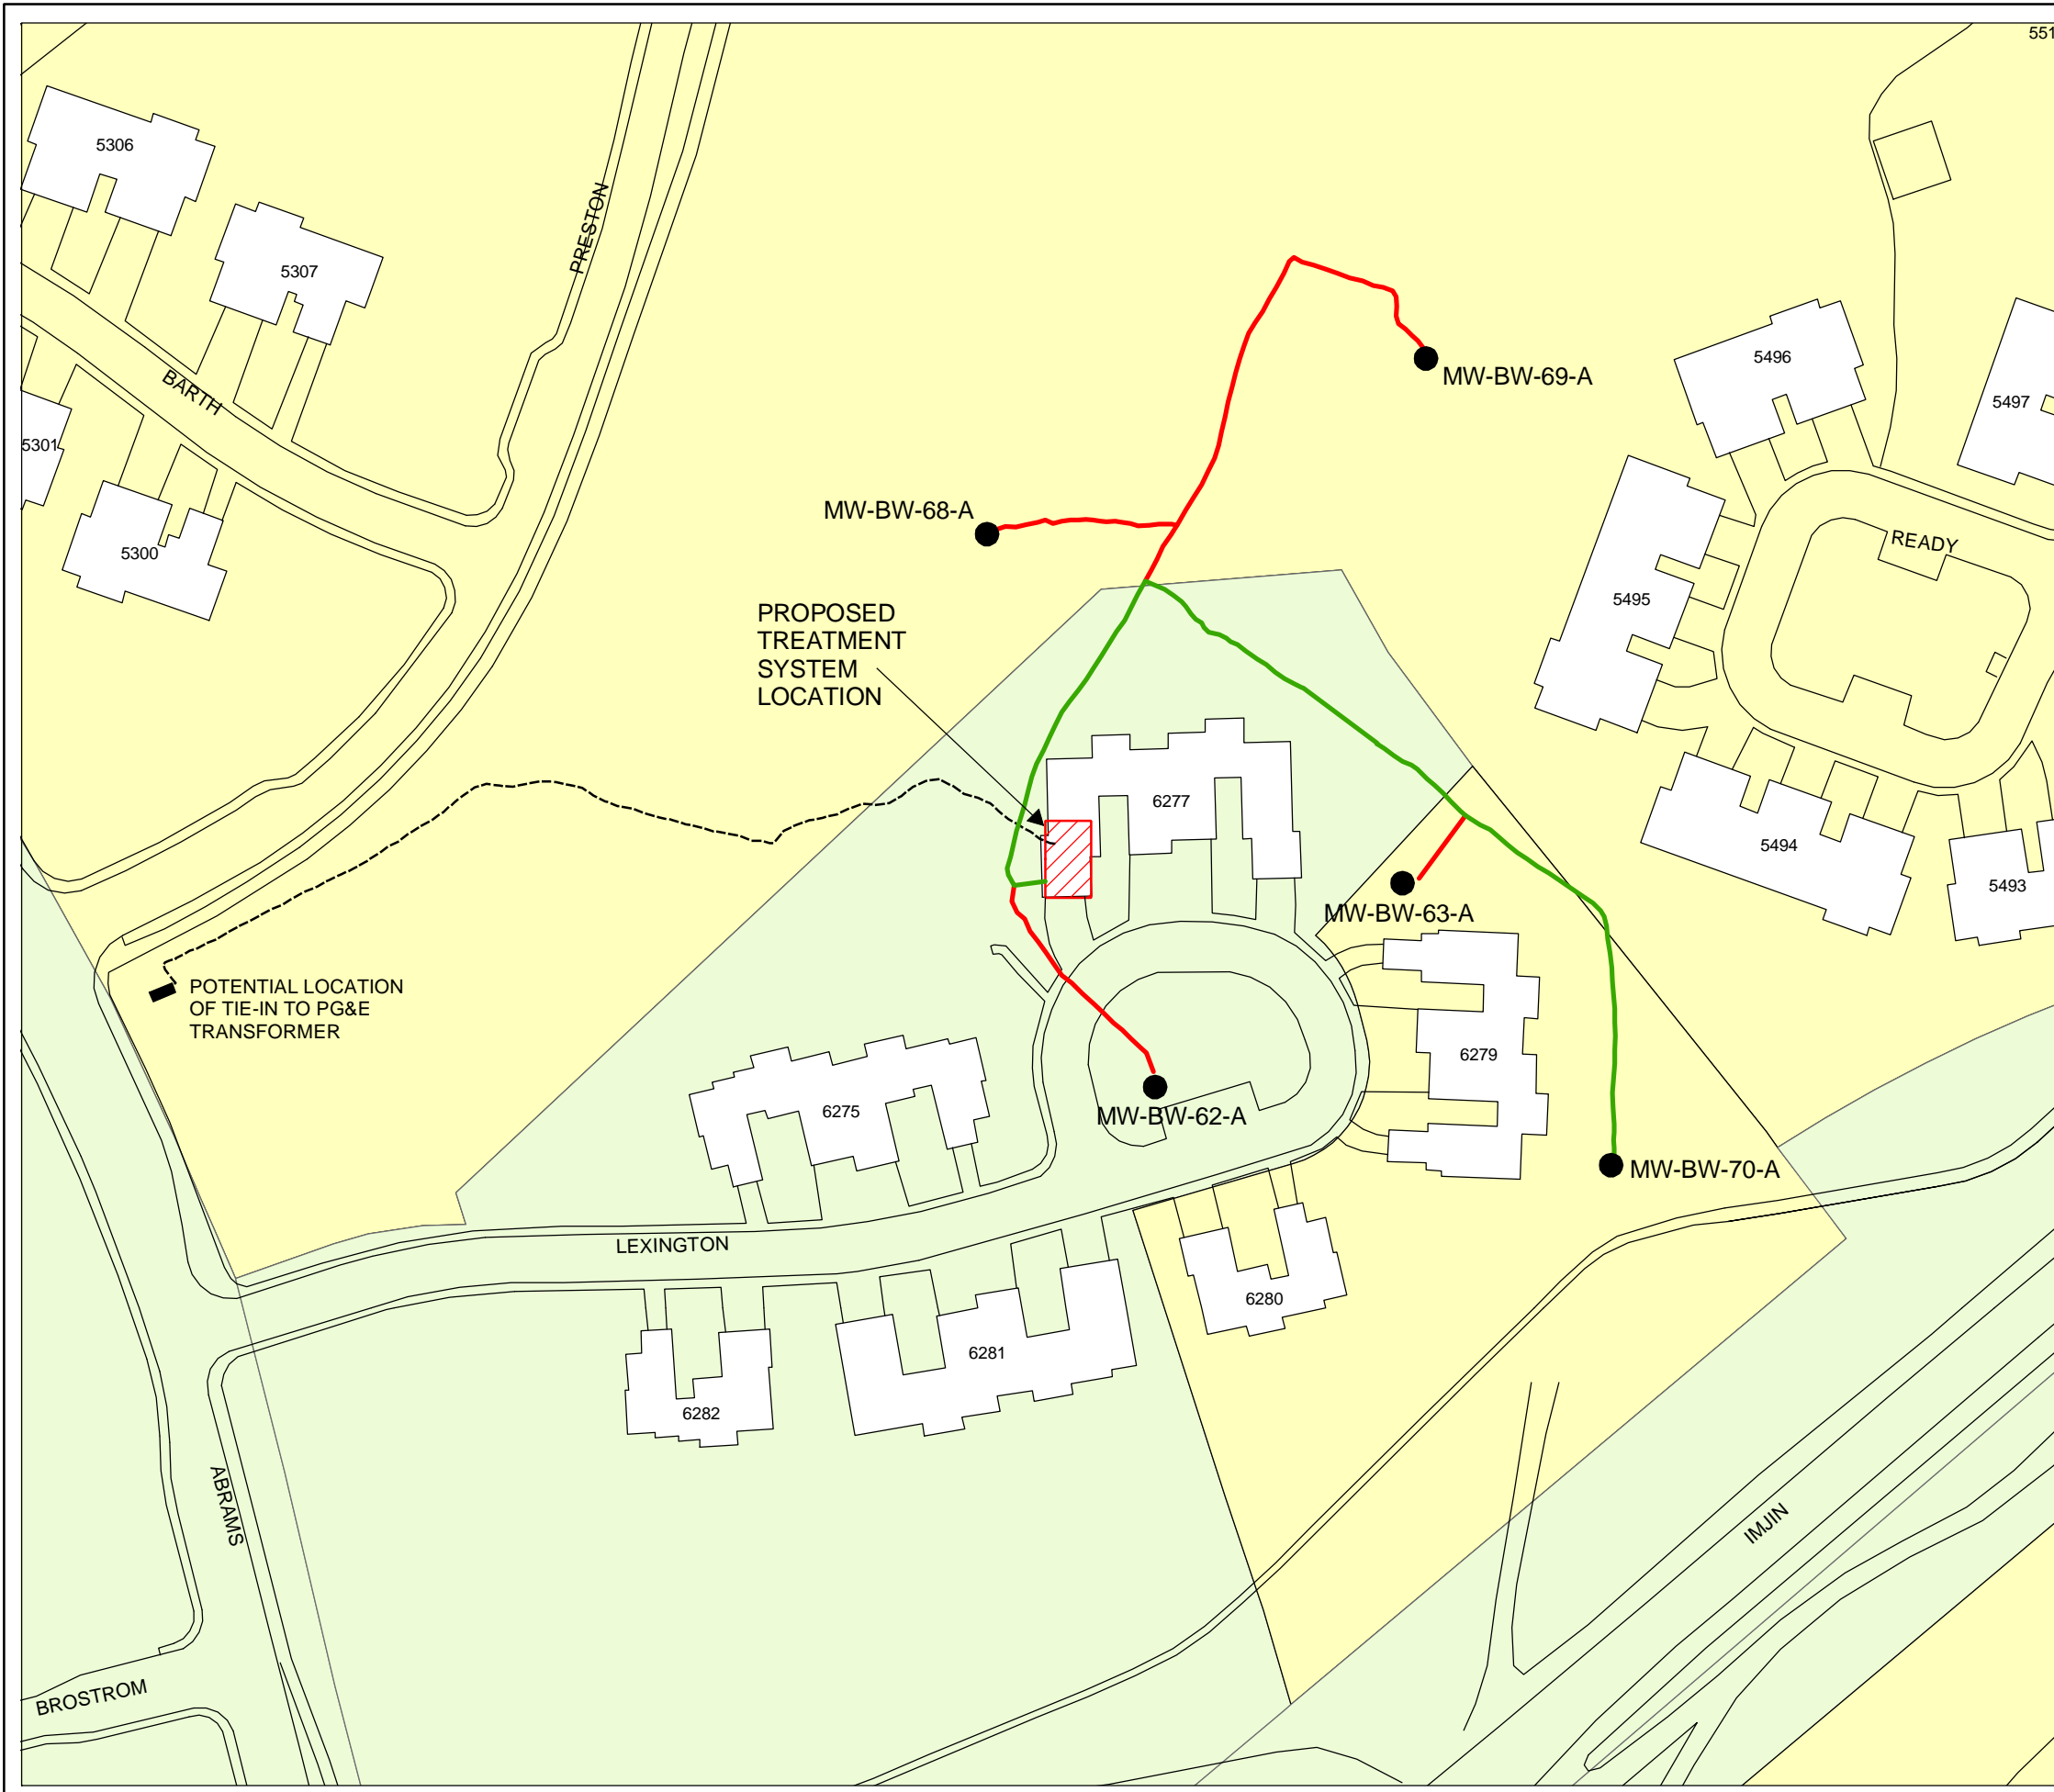 551
5306
PRESTON
5307
MW-BW-69-A
5496
BARTH
5497
5301
MW-BW-68-A
READY
5300
5495
PROPOSED
TREATMENT
SYSTEM
LOCATION
6277
5494
5493
MW-BW-63-A
POTENTIAL LOCATION
OF TIE-IN TO PG&E
TRANSFORMER
6279
6275
MW-BW-62-A
MW-BW-70-A
LEXINGTON
6280
6281
6282
ABRAMS
IMJIN
BROSTROM